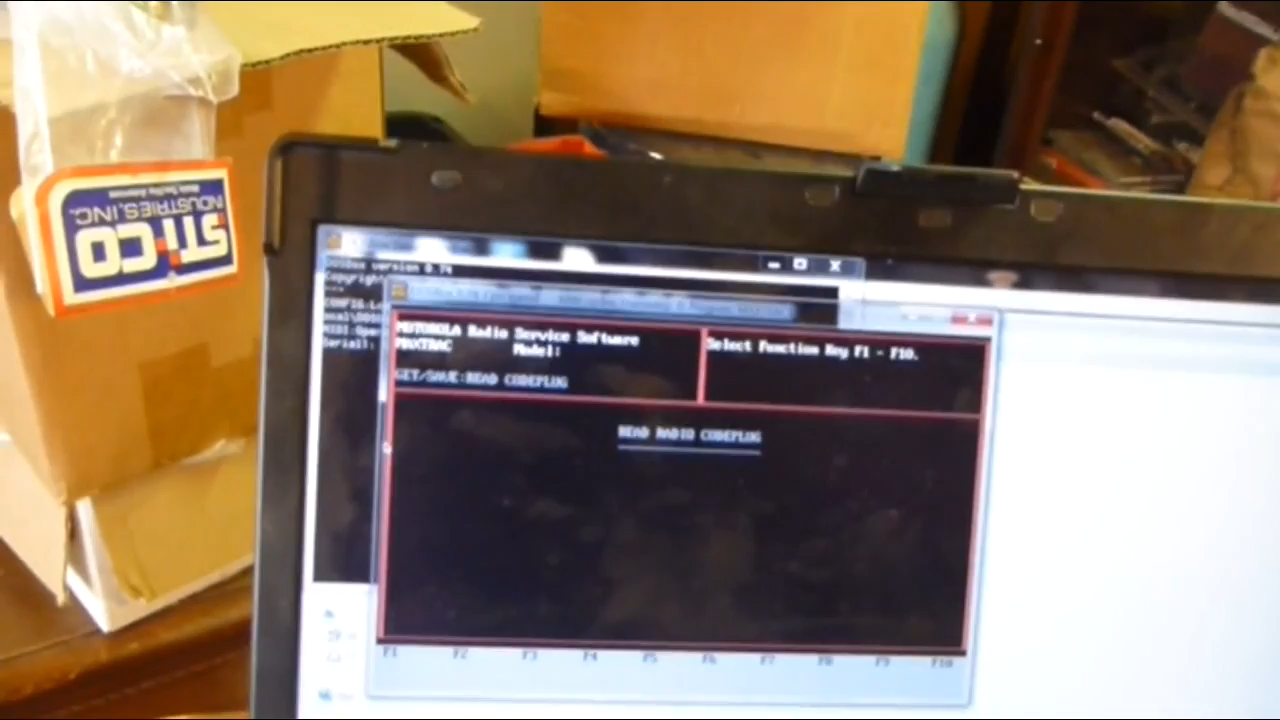 STi-CO
INDUSTRIES, INC.
version 0.74
MOTOROLA Radio Service Software
MAXTRAC Model:
GET/SAVE:READ CODEPLUG
Select Function Key F1 - F10.
READ RADIO CODEPLUG
F1 F2 F3 F4 F5 F6 F7 F8 F9 F10